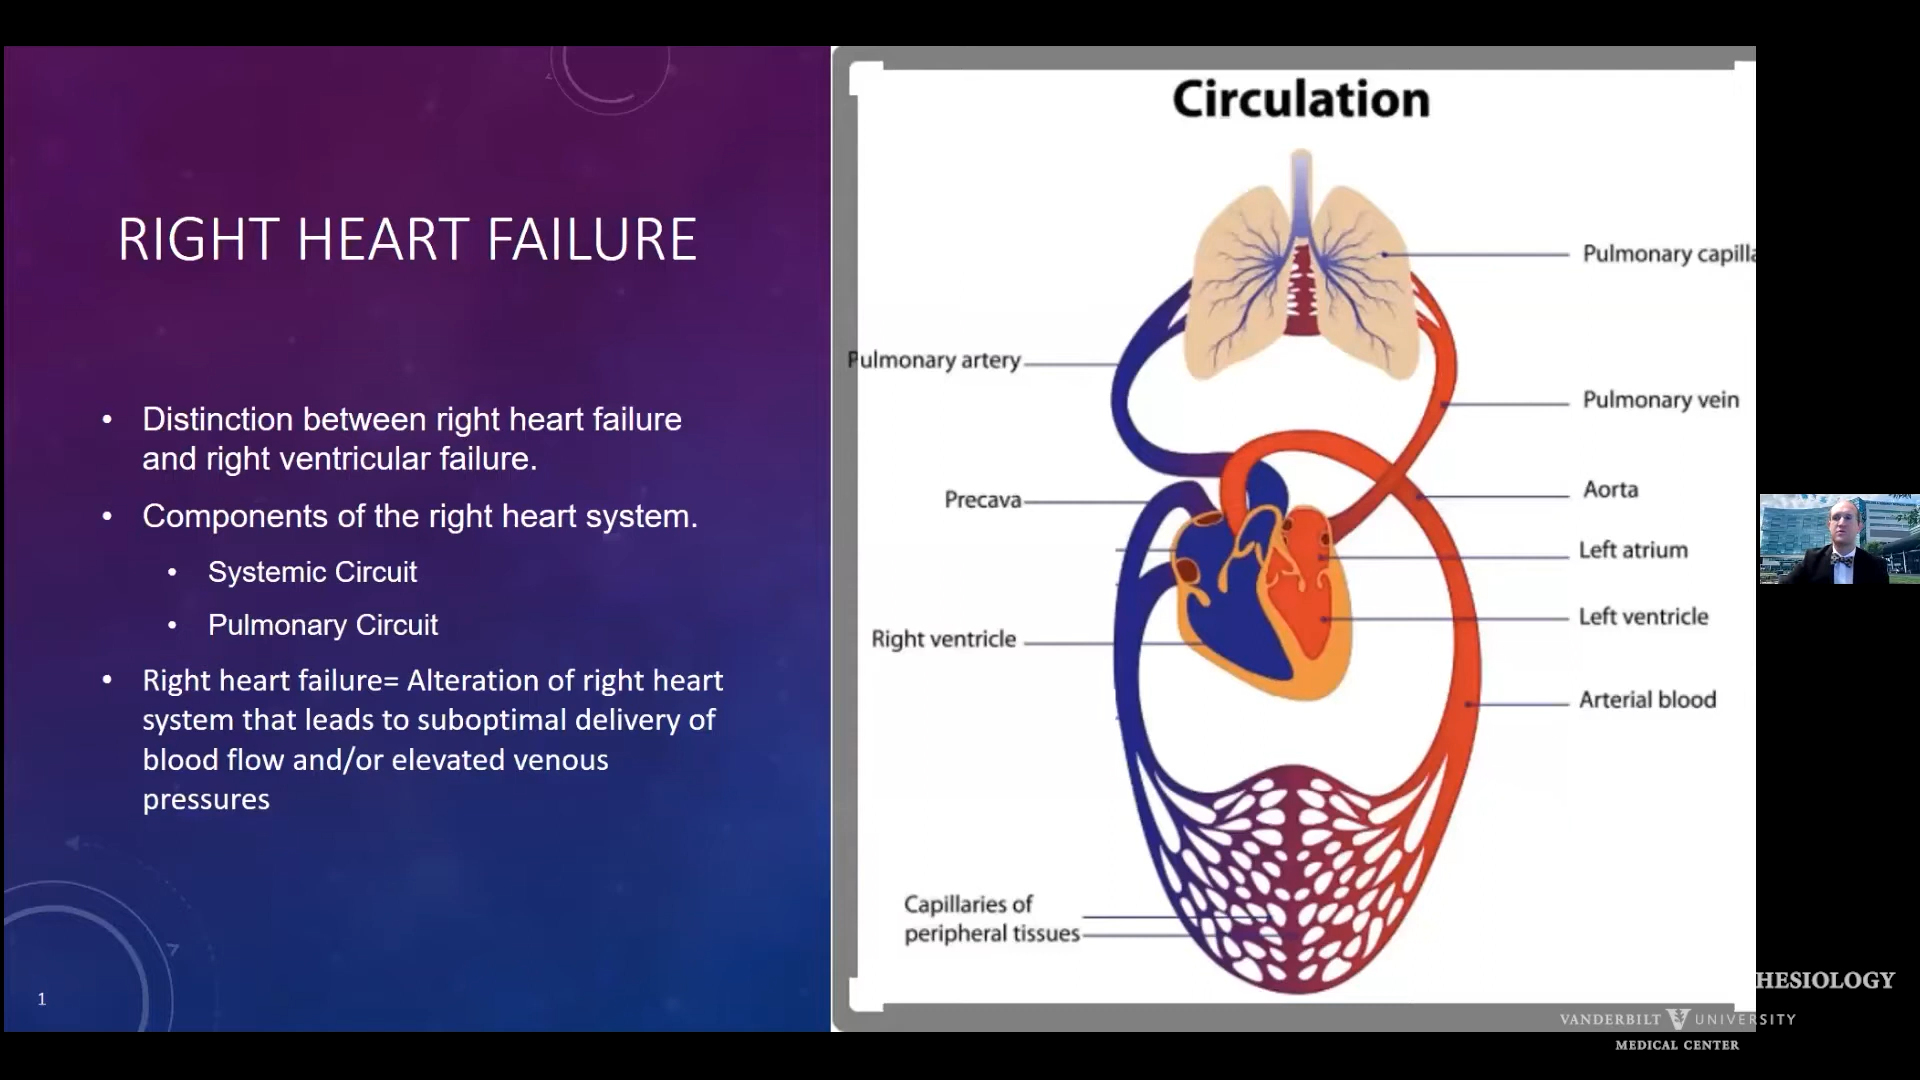 RIGHT HEART FAILURE
• Distinction between right heart failure
and right ventricular failure.
• Components of the right heart system.
• Systemic Circuit
• Pulmonary Circuit
• Right heart failure= Alteration of right heart
system that leads to suboptimal delivery of
blood flow and/or elevated venous
pressures
1
Circulation
Pulmonary capilla
Pulmonary artery
Pulmonary vein
Precava
Aorta
Left atrium
Left ventricle
Right ventricle
Arterial blood
Capillaries of
peripheral tissues
HESIOLOGY
VANDERBILT V UNIVERSITY
MEDICAL CENTER